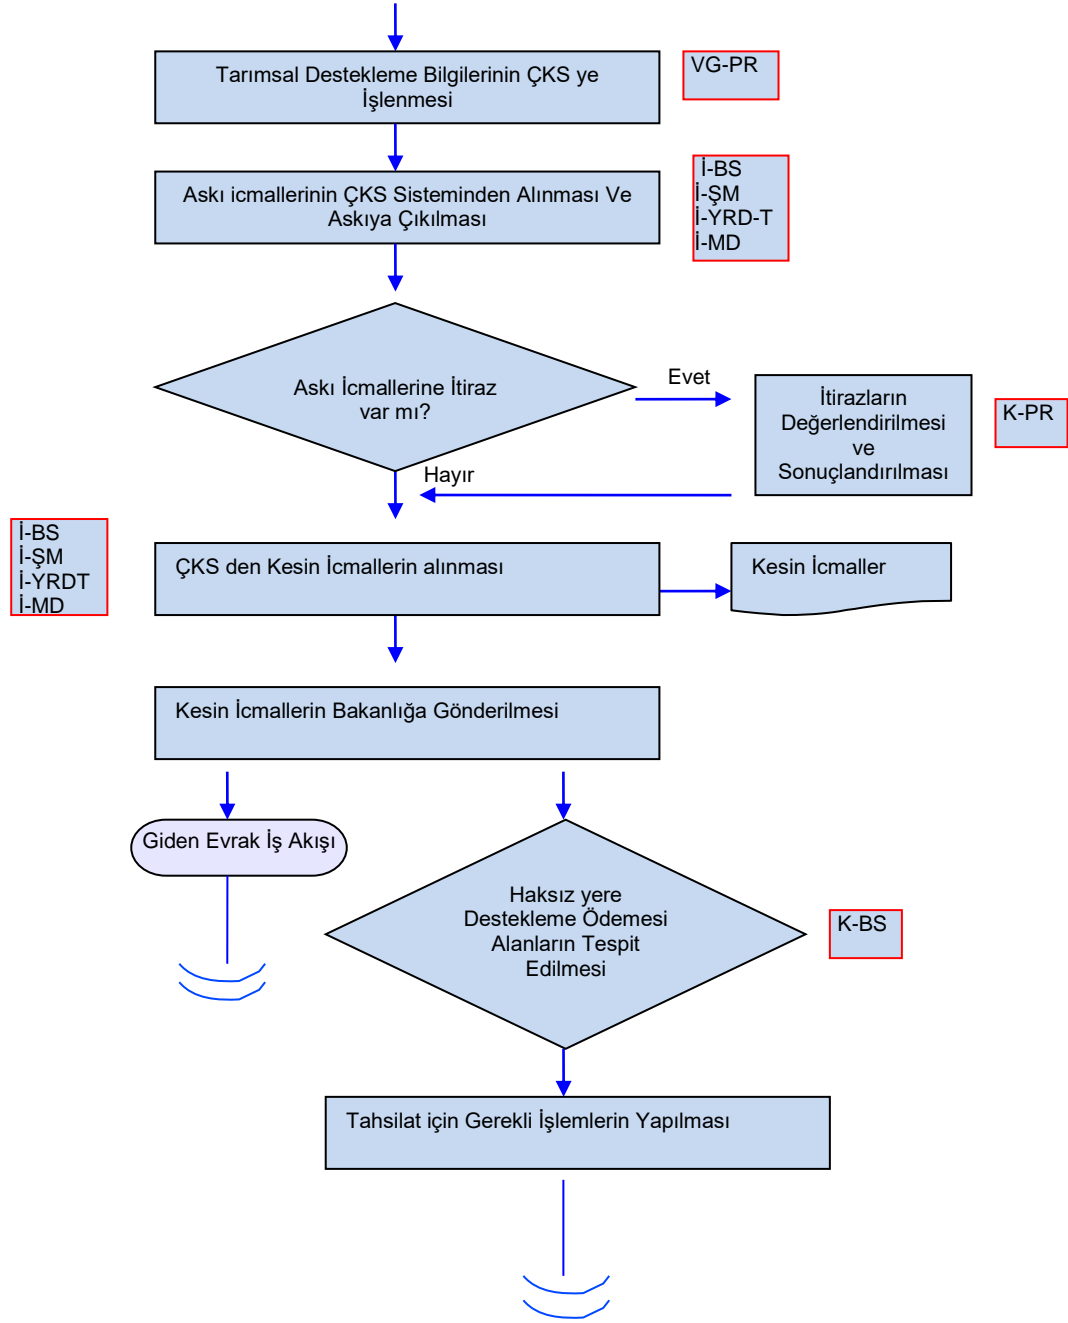 Tarımsal Destekleme Bilgilerinin ÇKS ye
İşlenmesi
VG-PR
Askı icmallerinin ÇKS Sisteminden Alınması Ve
Askıya Çıkılması
İ-BS
İ-ŞM
İ-YRD-T
İ-MD
Askı İcmallerine İtiraz
var mı?
Evet
İtirazların
Değerlendirilmesi
ve
Sonuçlandırılması
K-PR
Hayır
İ-BS
İ-ŞM
İ-YRDT
İ-MD
ÇKS den Kesin İcmallerin alınması
Kesin İcmaller
Kesin İcmallerin Bakanlığa Gönderilmesi
Giden Evrak İş Akışı
Haksız yere
Destekleme Ödemesi
Alanların Tespit
Edilmesi
K-BS
Tahsilat için Gerekli İşlemlerin Yapılması